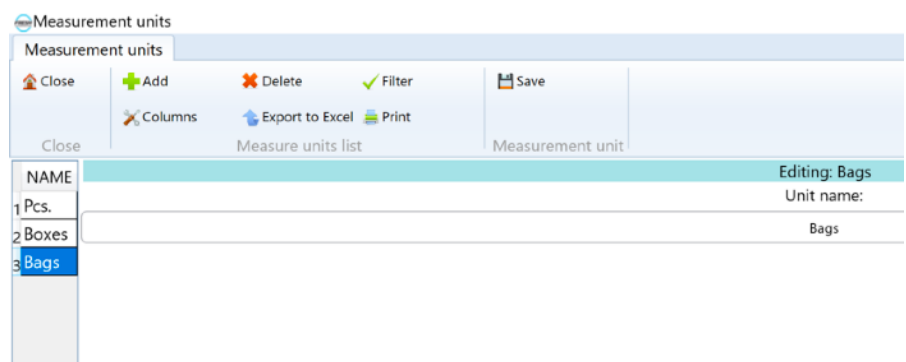 Measurement units
Measurement units
Close Add Delete Filter Save
Columns Export to Excel Print
Close Measure units list Measurement unit
NAME Editing: Bags
1 Pcs. Unit name:
2 Boxes Bags
3 Bags